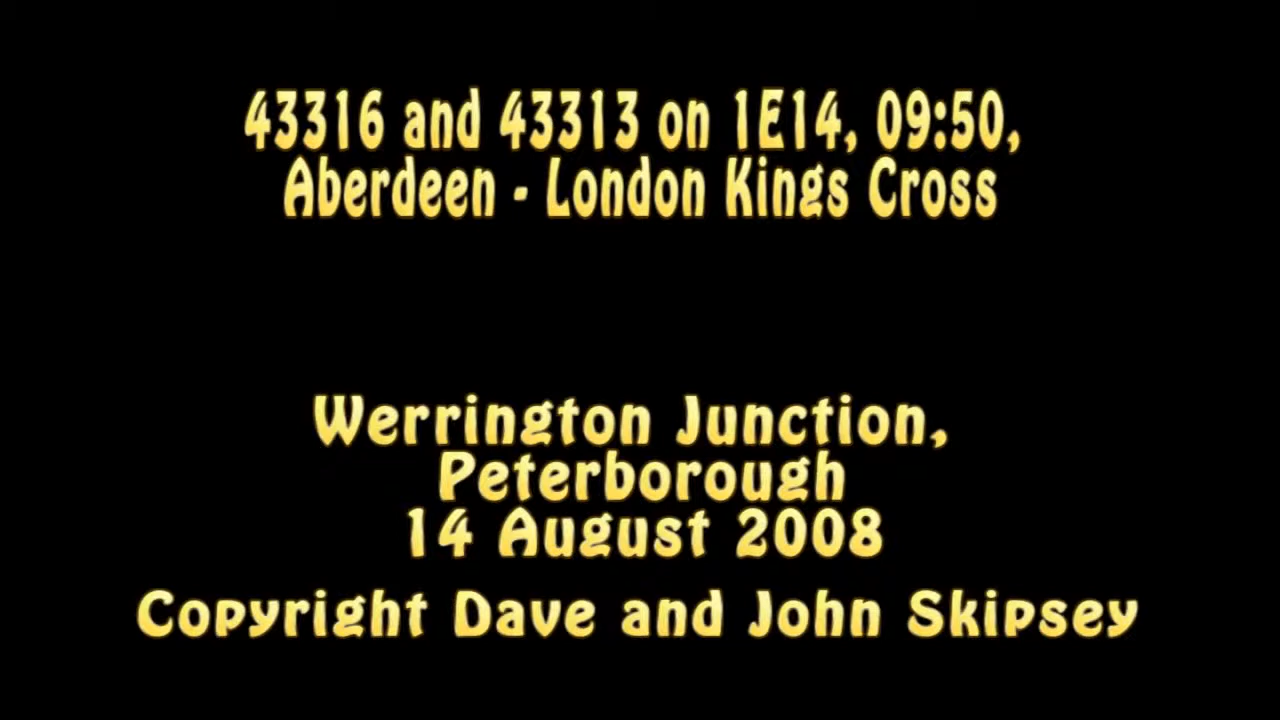 43316 and 43313 on 1E14, 09:50,
Aberdeen - London Kings Cross
Werrington Junction,
Peterborough
14 August 2008
Copyright Dave and John Skipsey